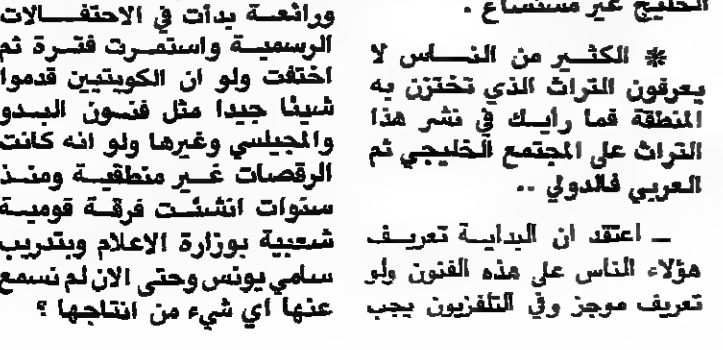 الخليج غير مستساغ .
* الكثير من الناس لا
يعرفون التراث الذي تختزن به
المنطقة فما رأيك في نشر هذا
التراث على المجتمع الخليجي ثم
العربي فالدولي ..
ـ اعتقد ان البداية تعريف
هؤلاء الناس على هذه الفنون ولو
تعريف موجز وفي التلفزيون يجب
ورائعة بدأت في الاحتفالات
الرسمية واستمرت فترة ثم
اختفت ولو ان الكويتيين قدموا
شيئا جيدا مثل فنون البدو
والمجيلسي وغيرها ولو انه كانت
الرقصات غير منطقية ومنذ
سنوات انشئت فرقة قومية
شعبية بوزارة الاعلام وبتدريب
سامي يونس وحتى الان لم نسمع
عنها اي شيء من انتاجها ؟